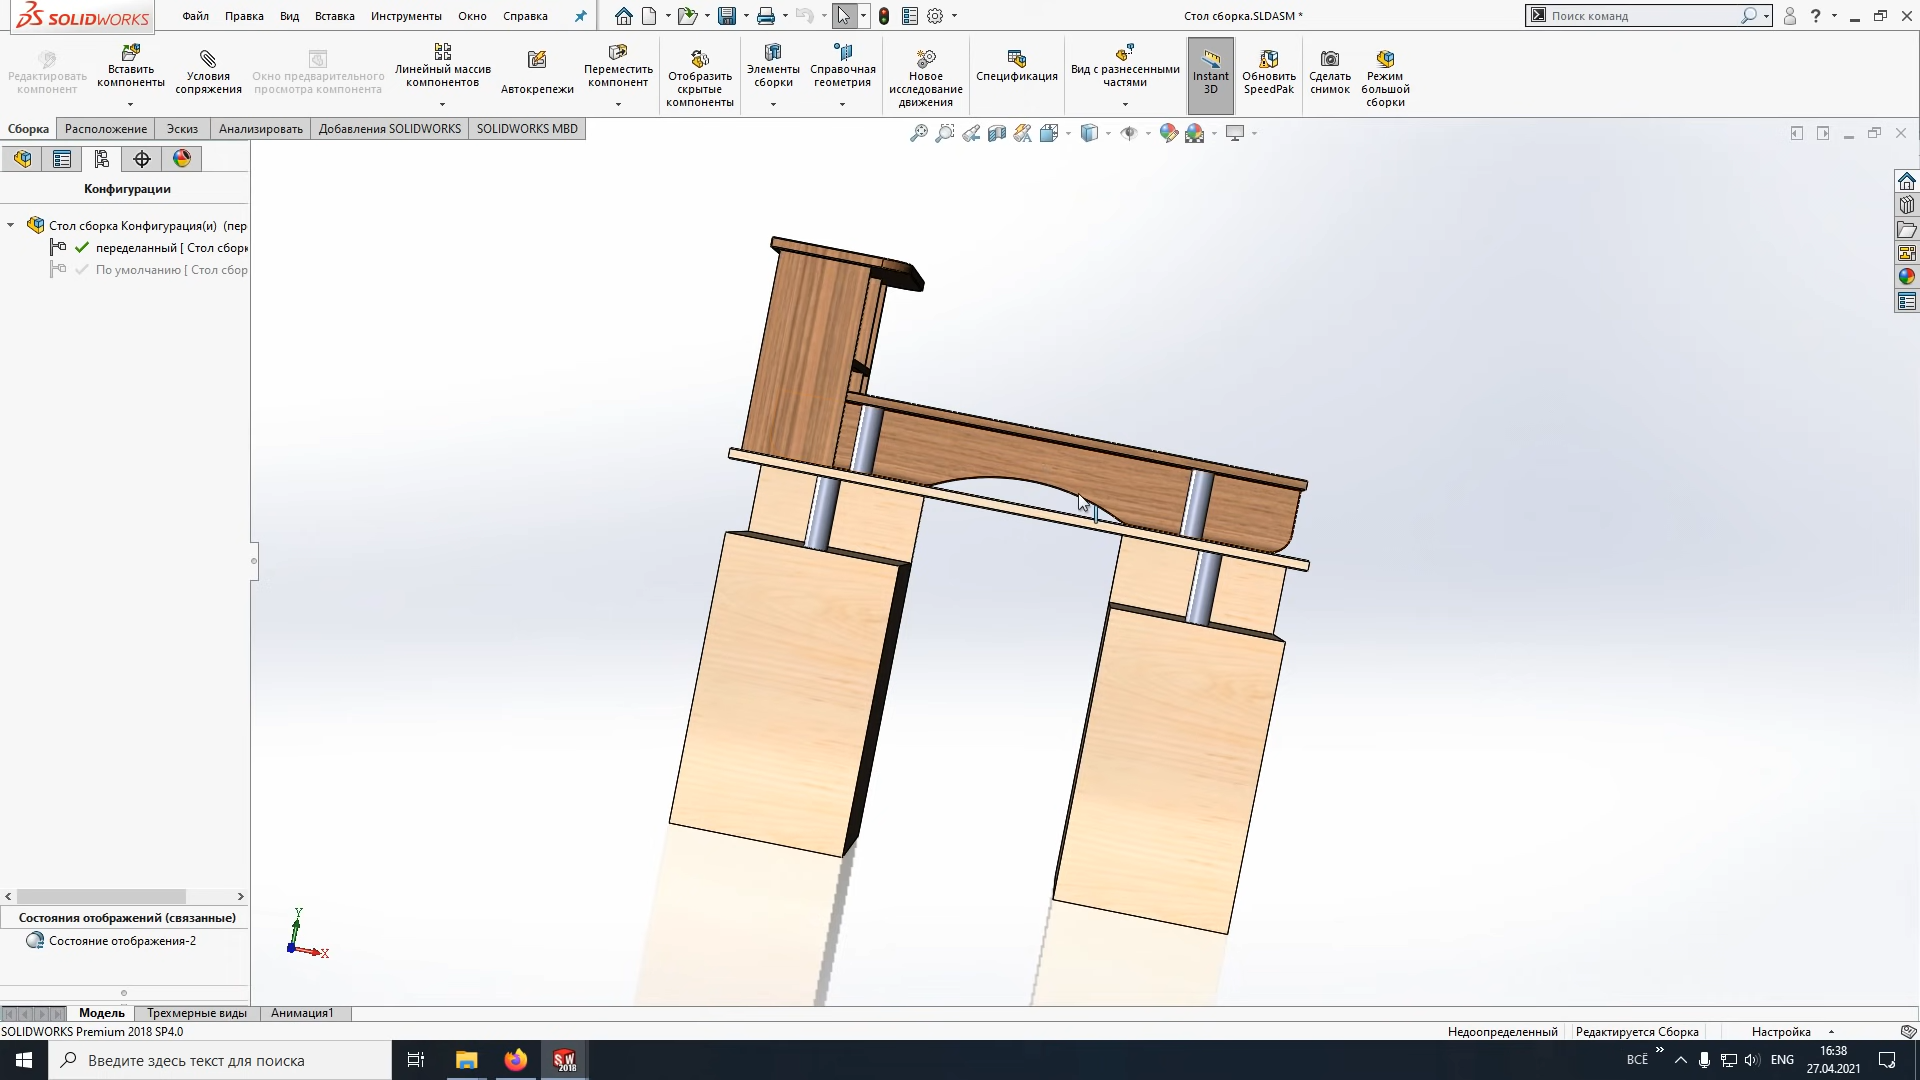 SOLIDWORKS
Файл Правка Вид Вставка Инструменты Окно Справка
Стол сборка.SLDASM *
Поиск команд
Редактировать компонент
Вставить компоненты
Условия сопряжения
Окно предварительного просмотра компонента
Линейный массив компонентов
Автокрепежи
Переместить компонент
Отобразить скрытые компоненты
Элементы сборки
Справочная геометрия
Новое исследование движения
Спецификация
Вид с разнесенными частями
Instant 3D
Обновить SpeedPak
Сделать снимок
Режим большой сборки
Сборка Расположение Эскиз Анализировать Добавления SOLIDWORKS SOLIDWORKS MBD
Конфигурации
Стол сборка Конфигурация(и) (пер
переделанный [ Стол сборк
По умолчанию [ Стол сбор
Состояния отображений (связанные)
Состояние отображения-2
Y
X
Модель Трехмерные виды Анимация1
SOLIDWORKS Premium 2018 SP4.0
Недоопределенный Редактируется Сборка Настройка
Введите здесь текст для поиска
SW 2018
ВСЁ
ENG
16:38
27.04.2021